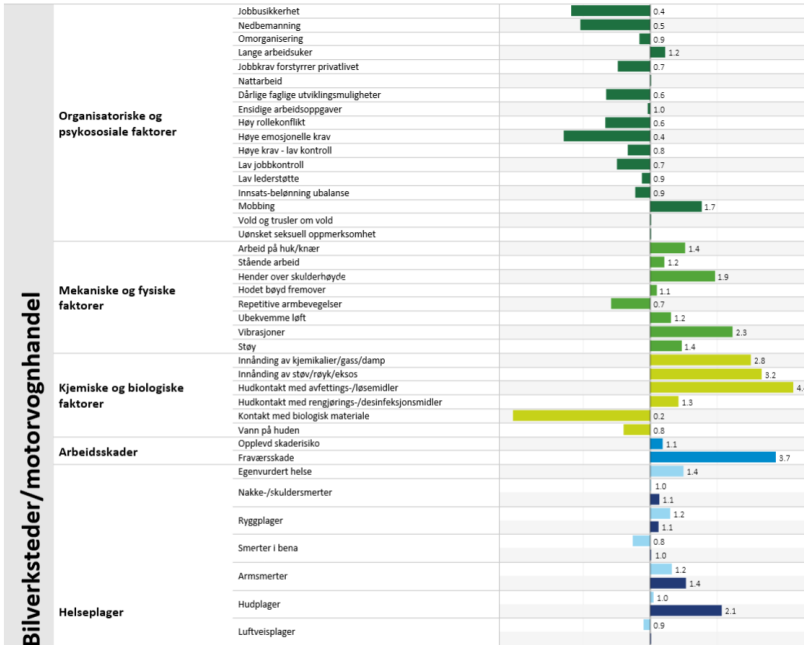 Bilverksteder/motorvognhandel
Organisatoriske og
psykososiale faktorer
Jobbusikkerhet 0.4
Nedbemanning 0.5
Omorganisering 0.9
Lange arbeidsuker 1.2
Jobbkrav forstyrrer privatlivet 0.7
Nattarbeid
Dårlige faglige utviklingsmuligheter 0.6
Ensidige arbeidsoppgaver 1.0
Høy rollekonflikt 0.6
Høye emosjonelle krav 0.4
Høye krav - lav kontroll 0.8
Lav jobbkontroll 0.7
Lav lederstøtte 0.9
Innsats-belønning ubalanse 0.9
Mobbing 1.7
Vold og trusler om vold
Uønsket seksuell oppmerksomhet
Mekaniske og fysiske
faktorer
Arbeid på huk/knær 1.4
Stående arbeid 1.2
Hender over skulderhøyde 1.9
Hodet bøyd fremover 1.1
Repetitive armbevegelser 0.7
Ubekvemme løft 1.2
Vibrasjoner 2.3
Støy 1.4
Kjemiske og biologiske
faktorer
Innånding av kjemikalier/gass/damp 2.8
Innånding av støv/røyk/eksos 3.2
Hudkontakt med avfettings-/løsemidler
Hudkontakt med rengjørings-/desinfeksjonsmidler 1.3
Kontakt med biologisk materiale 0.2
Vann på huden 0.8
Arbeidsskader
Opplevd skaderisiko 1.1
Fraværsskade 3.7
Helseplager
Egenvurdert helse 1.4
Nakke-/skuldersmerter 1.0
1.1
Ryggplager 1.2
1.1
Smerter i bena 0.8
1.0
Armsmerter 1.2
1.4
Hudplager 1.0
2.1
Luftveisplager 0.9